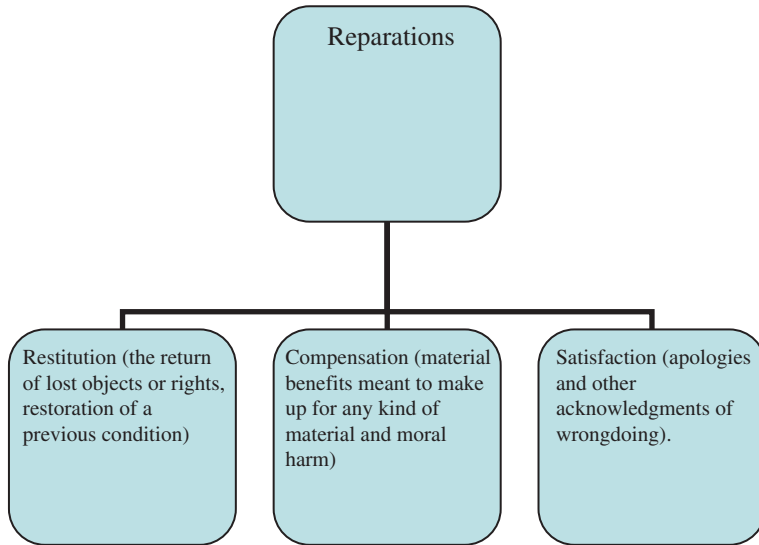 Reparations
Restitution (the return
of lost objects or rights,
restoration of a
previous condition)
Compensation (material
benefits meant to make
up for any kind of
material and moral
harm)
Satisfaction (apologies
and other
acknowledgments of
wrongdoing).